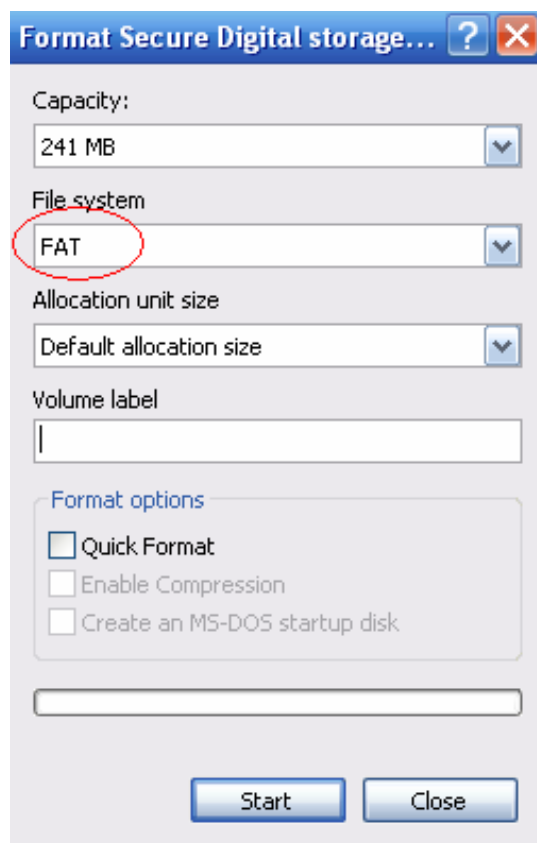 Format Secure Digital storage... ?
Capacity:
241 MB
File system
FAT
Allocation unit size
Default allocation size
Volume label
Format options
Quick Format
Enable Compression
Create an MS-DOS startup disk
Start Close